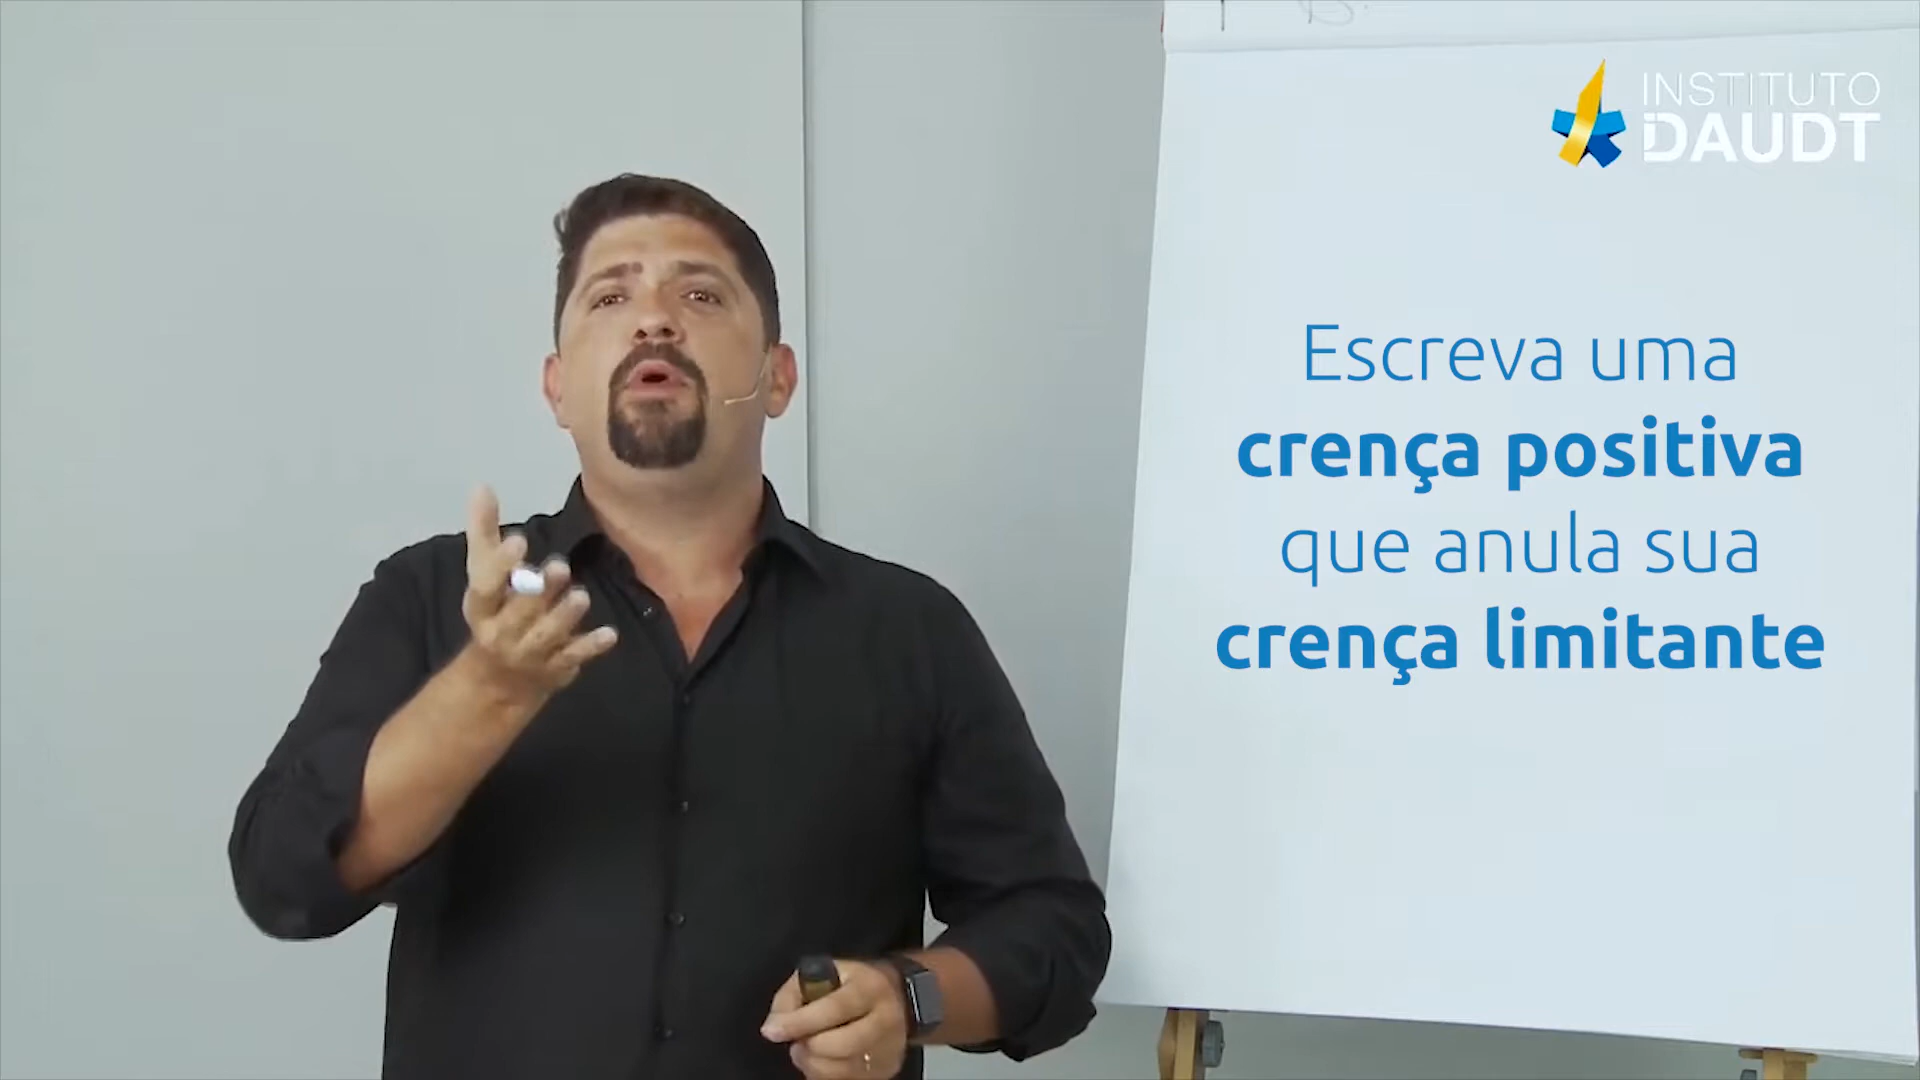 INSTITUTO
DAUDT
Escreva uma
crença positiva
que anula sua
crença limitante